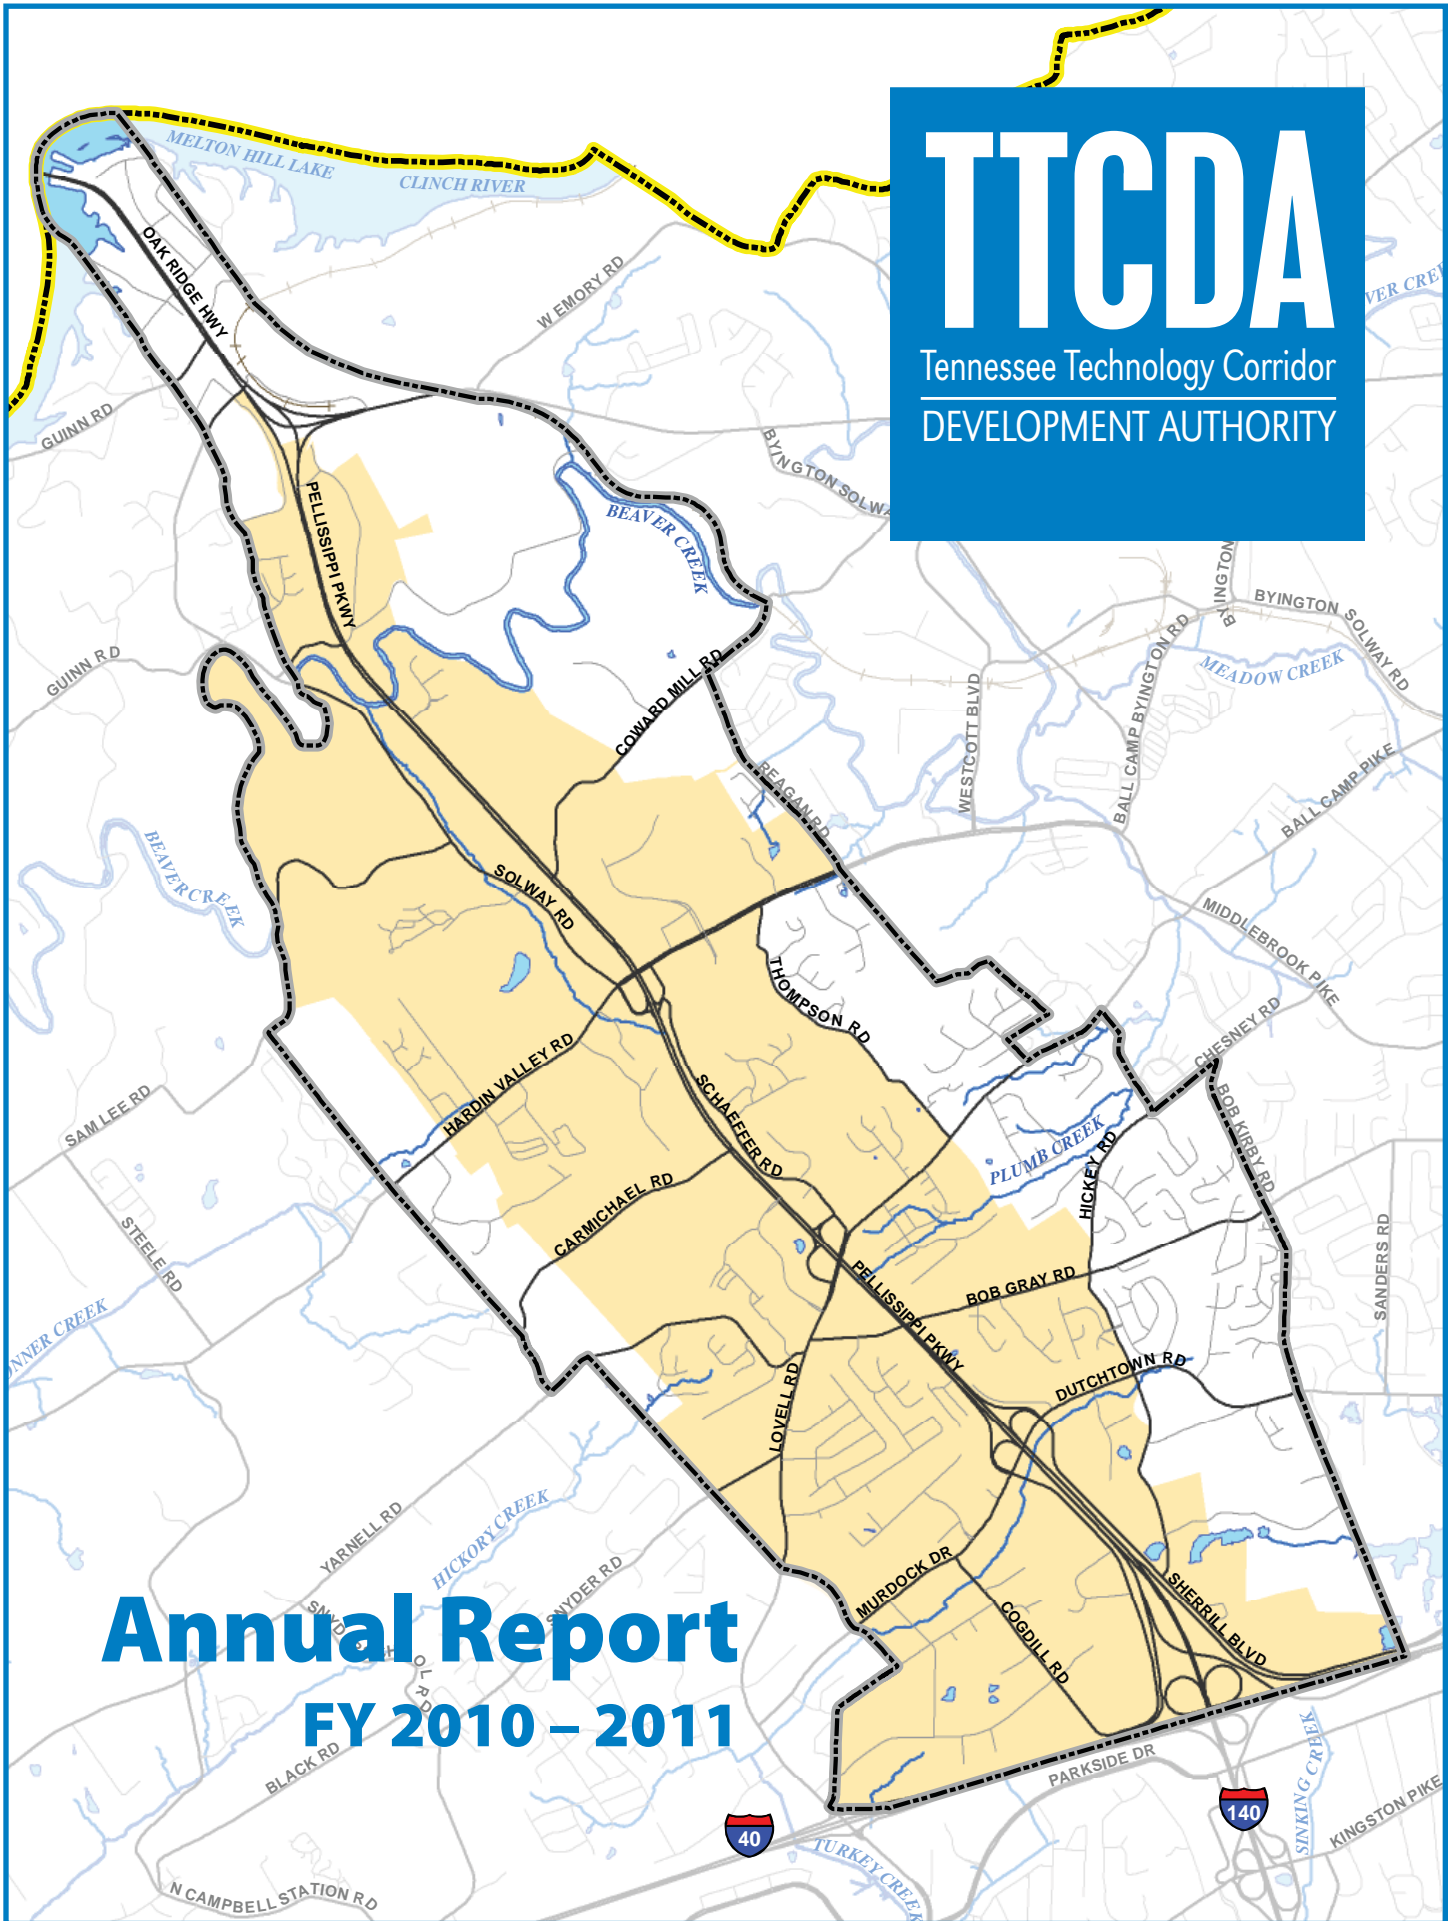 TTCDA
Tennessee Technology Corridor
DEVELOPMENT AUTHORITY
MELTON HILL LAKE
CLINCH RIVER
OAK RIDGE HWY
W EMORY RD
VER CREE
GUINN RD
BYINGTON SOLWA
PELLISSIPPI PKWY
BEAVER CREEK
BYINGTON
BYINGTON SOLWAY RD
GUINN RD
MEADOW CREEK
COWARD MILL RD
WESTCOTT BLVD
BALL CAMP BYINGTON RD
BALL CAMP PIKE
REAGAN RD
BEAVER CREEK
SOLWAY RD
MIDDLEBROOK PIKE
THOMPSON RD
CHESNEY RD
HARDIN VALLEY RD
SCHAEFFER RD
SAM LEE RD
BOB KIRBY RD
PLUMB CREEK
HICKEY RD
CARMICHAEL RD
STEELE RD
SANDERS RD
PELLISSIPPI PKWY
BOB GRAY RD
NNER CREEK
DUTCHTOWN RD
LOVELL RD
YARNELL RD
HICKORY CREEK
SNYDER RD
MURDOCK DR
COGDILL RD
SHERRILL BLVD
Annual Report
FY 2010 – 2011
BLACK RD
PARKSIDE DR
SINKING CREEK
KINGSTON PIKE
140
40
TURKEY CREEK
N CAMPBELL STATION RD